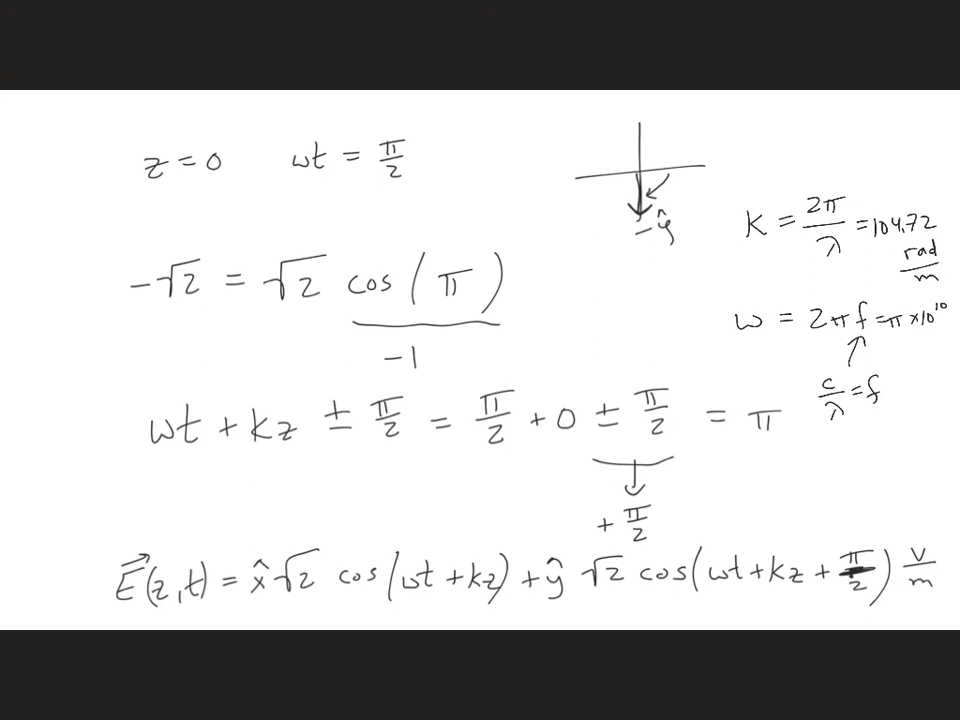 z = 0 ωt = π/2
-ŷ
K = 2π/λ = 104.72 rad/m
-√2 = √2 cos(π)
-1
ω = 2πf = π x10^10
c/λ = f
ωt + kz ± π/2 = π/2 + 0 ± π/2 = π
+ π/2
E⃗(z,t) = x̂ √2 cos(ωt + kz) + ŷ √2 cos(ωt + kz + π/2) V/m